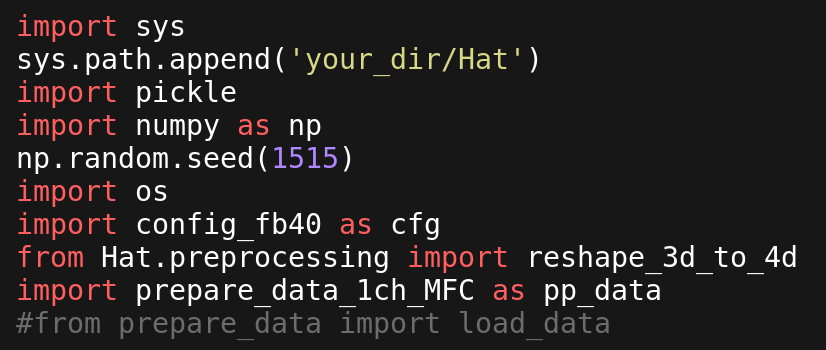 import sys
sys.path.append('your_dir/Hat')
import pickle
import numpy as np
np.random.seed(1515)
import os
import config_fb40 as cfg
from Hat.preprocessing import reshape_3d_to_4d
import prepare_data_1ch_MFC as pp_data
#from prepare_data import load_data